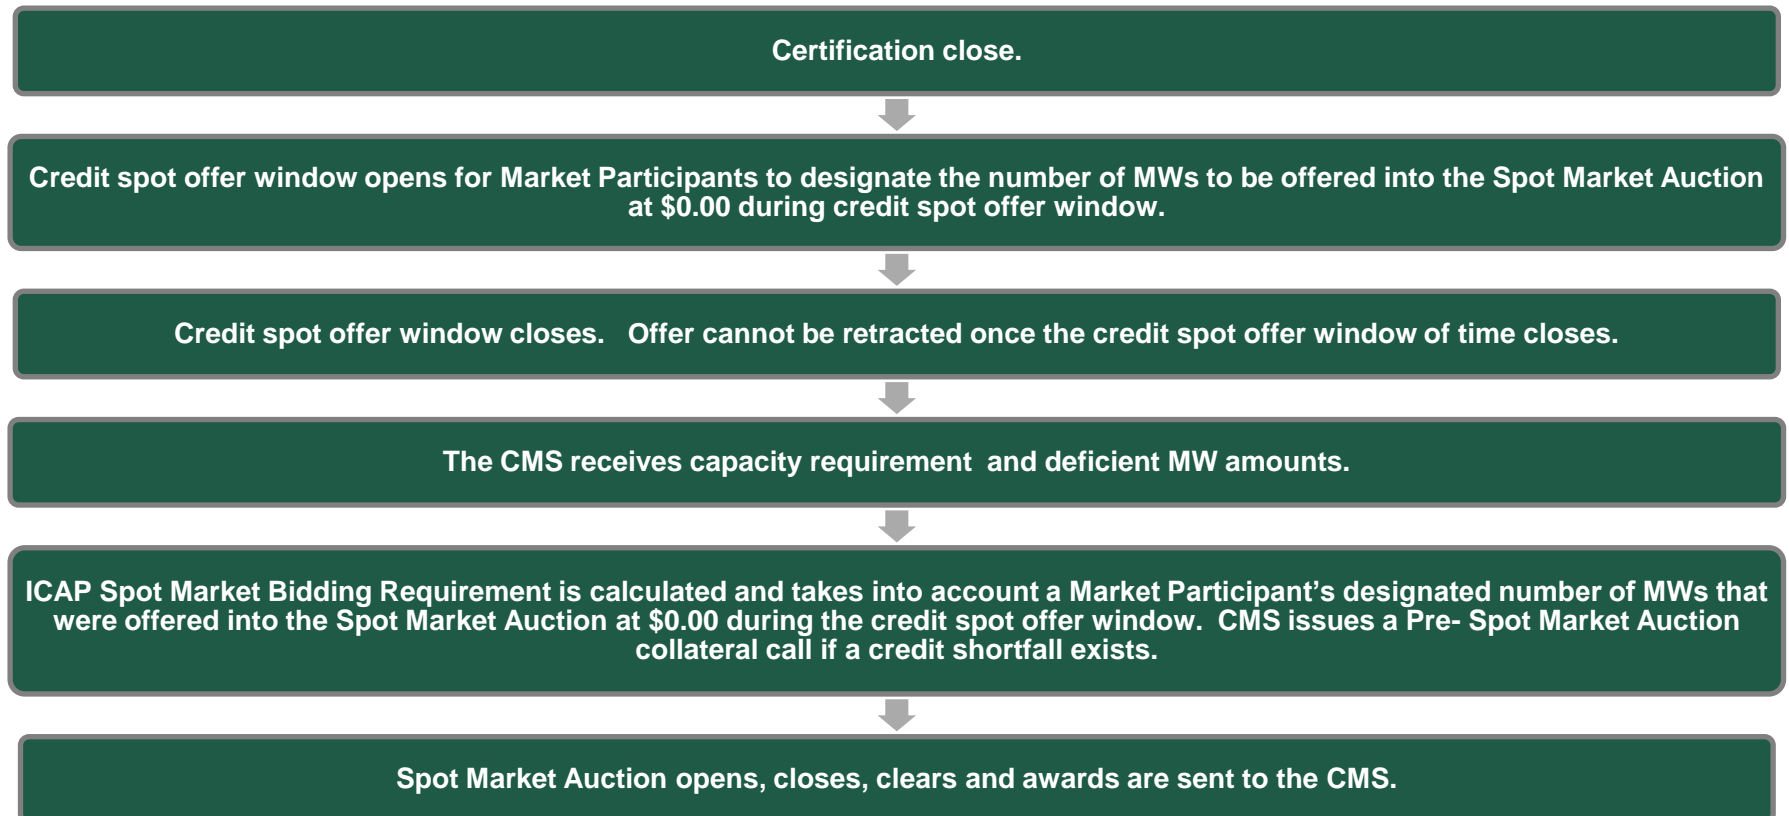 Certification close.
Credit spot offer window opens for Market Participants to designate the number of MWs to be offered into the Spot Market Auction
at $0.00 during credit spot offer window.
Credit spot offer window closes.   Offer cannot be retracted once the credit spot offer window of time closes.
The CMS receives capacity requirement  and deficient MW amounts.
ICAP Spot Market Bidding Requirement is calculated and takes into account a Market Participant’s designated number of MWs that
were offered into the Spot Market Auction at $0.00 during the credit spot offer window.  CMS issues a Pre- Spot Market Auction
collateral call if a credit shortfall exists.
Spot Market Auction opens, closes, clears and awards are sent to the CMS.